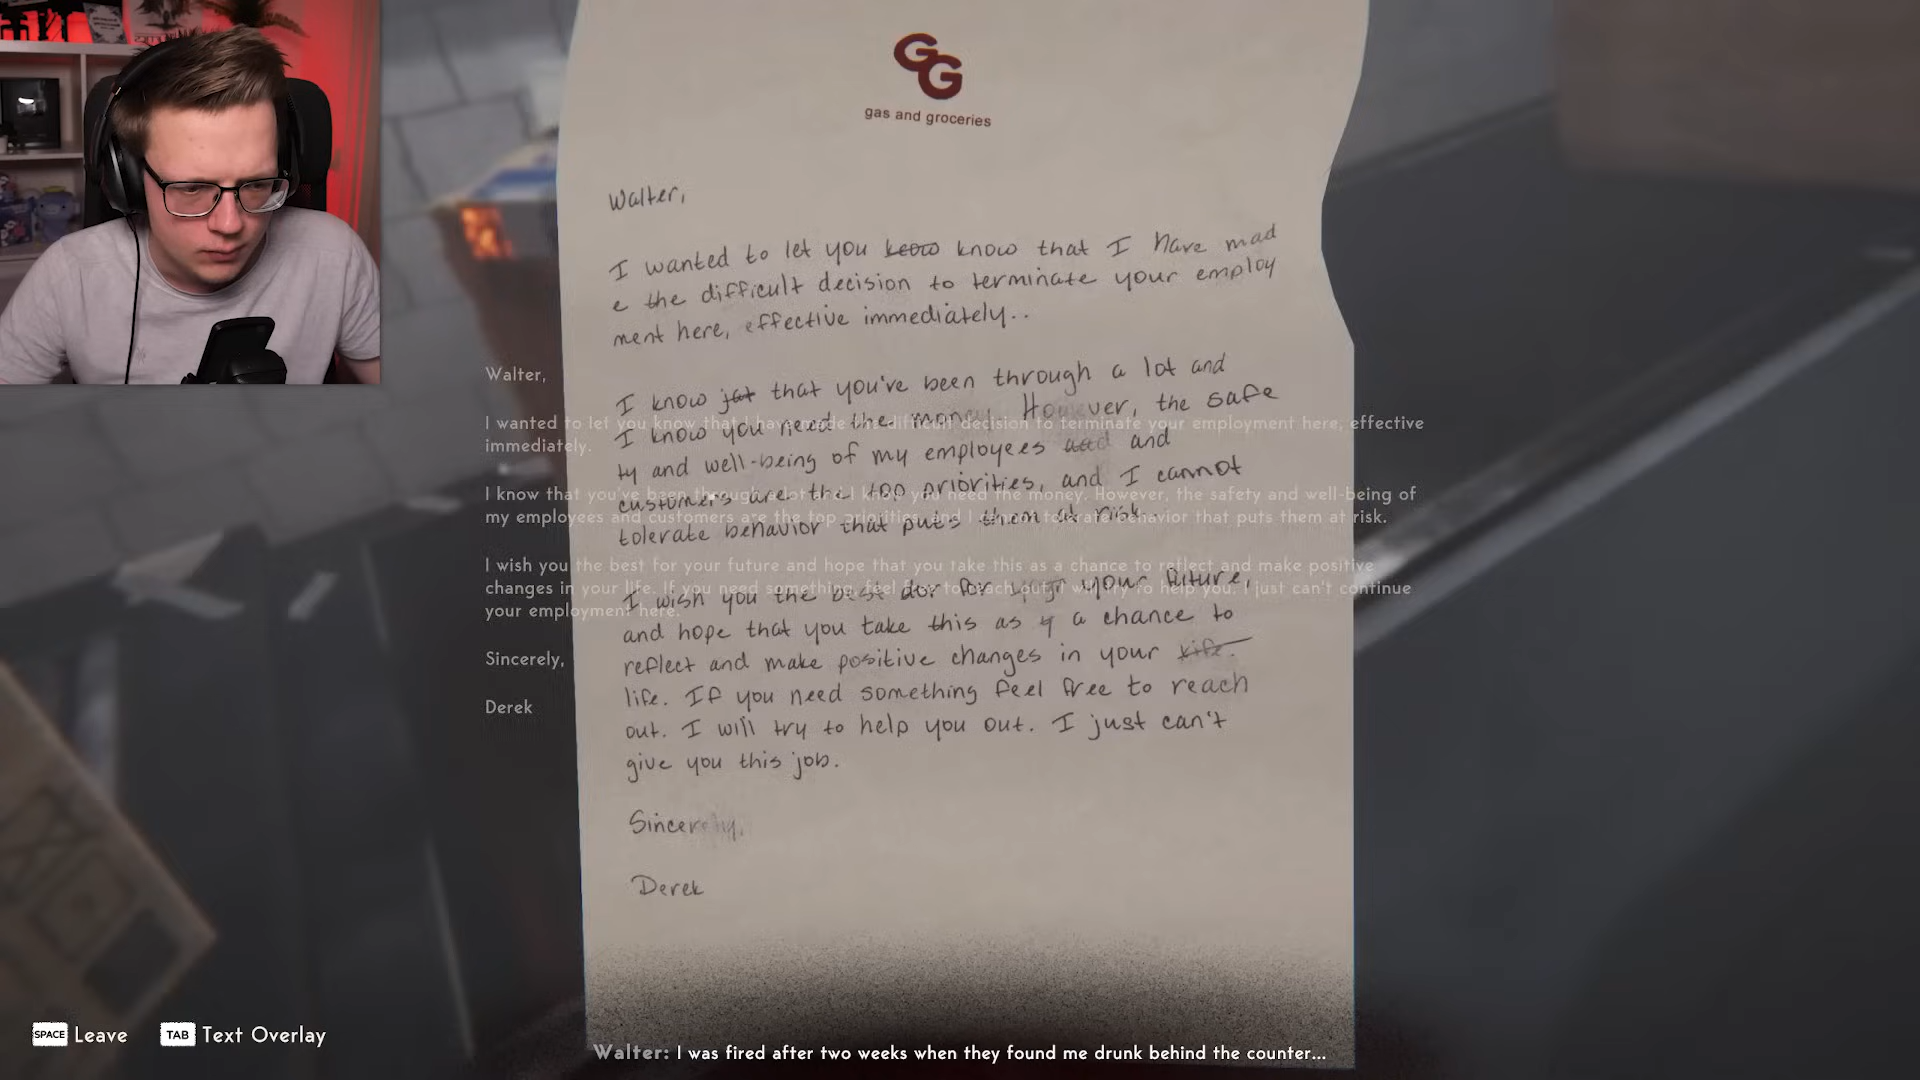 GG
gas and groceries
Walter,
I wanted to let you know know that I have mad
e the difficult decision to terminate your employ
ment here, effective immediately..
I know jat that you've been through a lot and
I know you need the money. However, the safe
ty and well-being of my employees and and
customers are the top priorities, and I cannot
tolerate behavior that puts them at risk.
I wish you the best dor for your your future,
and hope that you take this as a chance to
reflect and make positive changes in your life.
life. If you need something feel free to reach
out. I will try to help you out. I just can't
give you this job.
Sincerely,
Derek
Walter,
I wanted to let you know that I have made the difficult decision to terminate your employment here, effective
immediately.
I know that you've been through a lot and I know you need the money. However, the safety and well-being of
my employees and customers are the top priorities, and I cannot tolerate behavior that puts them at risk.
I wish you the best for your future and hope that you take this as a chance to reflect and make positive
changes in your life. If you need something, feel free to reach out. I will try to help you. I just can't continue
your employment here.
Sincerely,
Derek
SPACE Leave TAB Text Overlay
Walter: I was fired after two weeks when they found me drunk behind the counter...